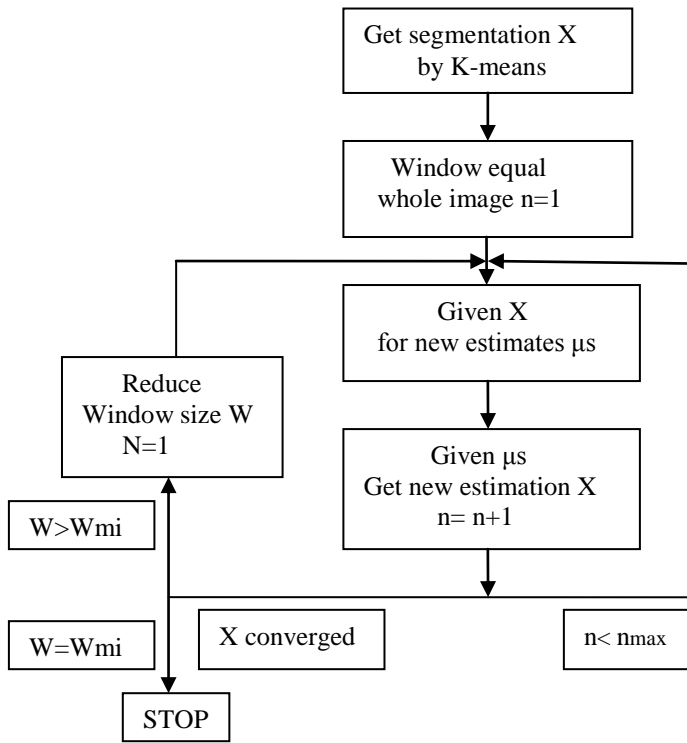 Get segmentation X
by K-means
Window equal
whole image n=1
Given X
for new estimates μs
Reduce
Window size W
N=1
Given μs
Get new estimation X
n= n+1
W>Wmi
W=Wmi
X converged
n< nmax
STOP